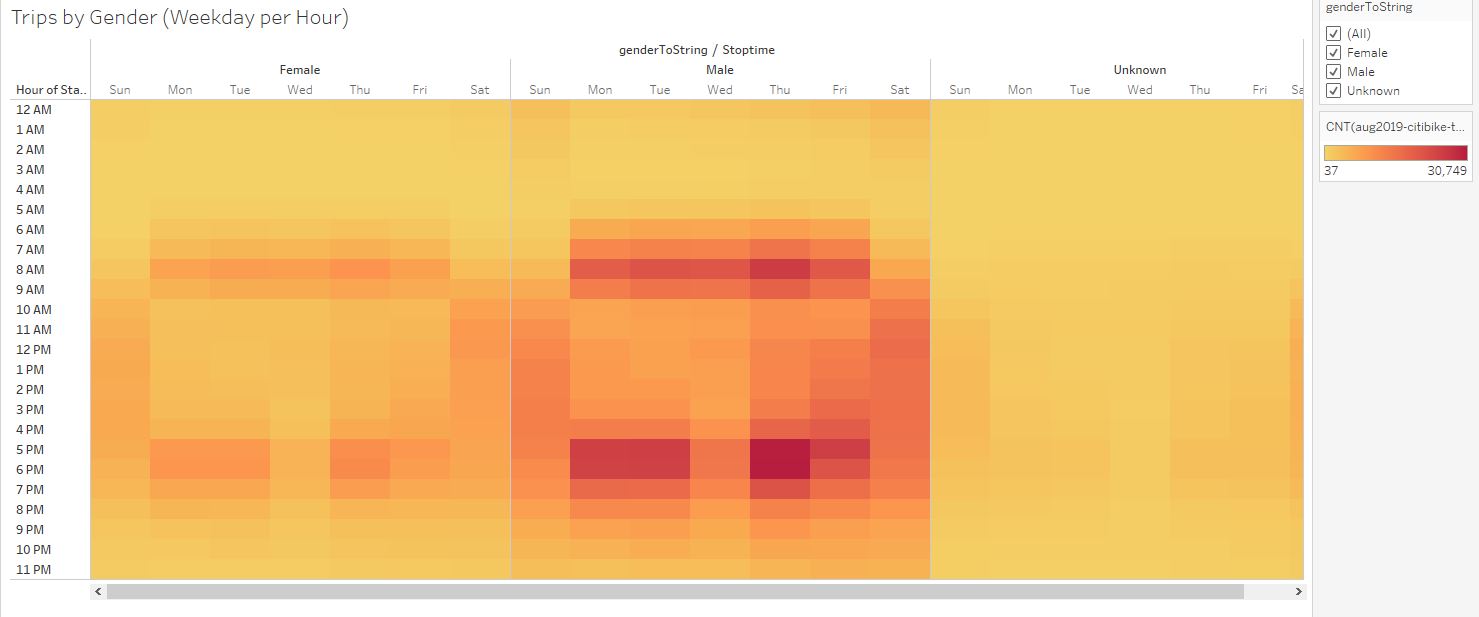 Trips by Gender (Weekday per Hour)
genderToString / Stoptime
Female Male Unknown
Hour of Sta.. Sun Mon Tue Wed Thu Fri Sat Sun Mon Tue Wed Thu Fri Sat Sun Mon Tue Wed Thu Fri Sa
12 AM
1 AM
2 AM
3 AM
4 AM
5 AM
6 AM
7 AM
8 AM
9 AM
10 AM
11 AM
12 PM
1 PM
2 PM
3 PM
4 PM
5 PM
6 PM
7 PM
8 PM
9 PM
10 PM
11 PM
genderToString
(All)
Female
Male
Unknown
CNT(aug2019-citibike-t...
37 30,749